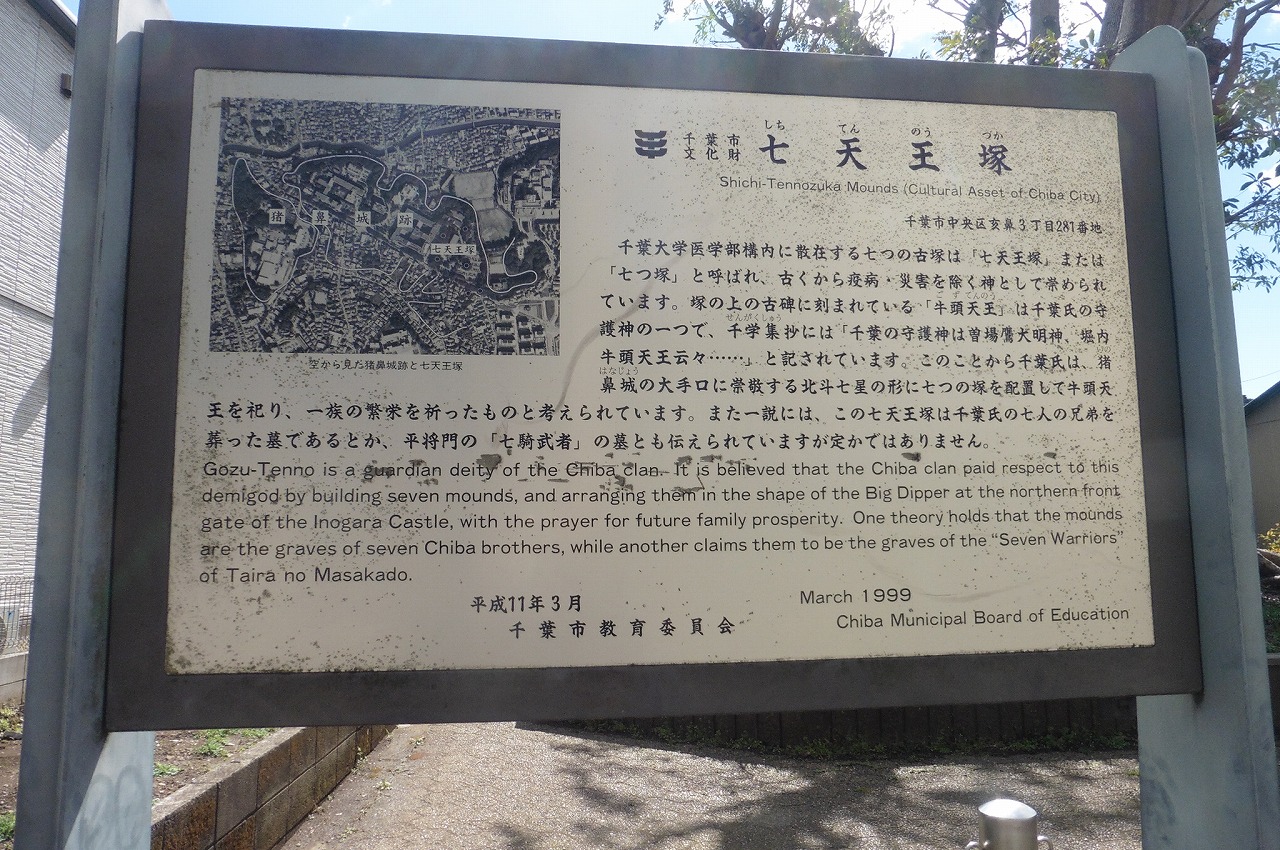 千葉市
文化財
七天王塚
しち てん のう つか
Shichi-Tennozuka Mounds (Cultural Asset of Chiba City)
千葉市中央区亥鼻3丁目281番地
猪鼻城跡
七天王塚
空から見た猪鼻城跡と七天王塚
千葉大学医学部構内に散在する七つの古塚は「七天王塚」または
「七つ塚」と呼ばれ、古くから疫病・災害を除く神として崇められ
ています。塚の上の古碑に刻まれている「牛頭天王」は千葉氏の守
ずてんのう
護神の一つで、千学集抄には「千葉の守護神は曽場鷹大明神、堀内
せんがくしゅう
牛頭天王云々……」と記されています。このことから千葉氏は、猪
鼻城の大手口に崇敬する北斗七星の形に七つの塚を配置して牛頭天
はなじょう
王を祀り、一族の繁栄を祈ったものと考えられています。また一説には、この七天王塚は千葉氏の七人の兄弟を
葬った墓であるとか、平将門の「七騎武者」の墓とも伝えられていますが定かではありません。
Gozu-Tenno is a guardian deity of the Chiba clan. It is believed that the Chiba clan paid respect to this
demigod by building seven mounds, and arranging them in the shape of the Big Dipper at the northern front
gate of the Inogara Castle, with the prayer for future family prosperity. One theory holds that the mounds
are the graves of seven Chiba brothers, while another claims them to be the graves of the "Seven Warriors"
of Taira no Masakado.
平成11年3月
千葉市教育委員会
March 1999
Chiba Municipal Board of Education